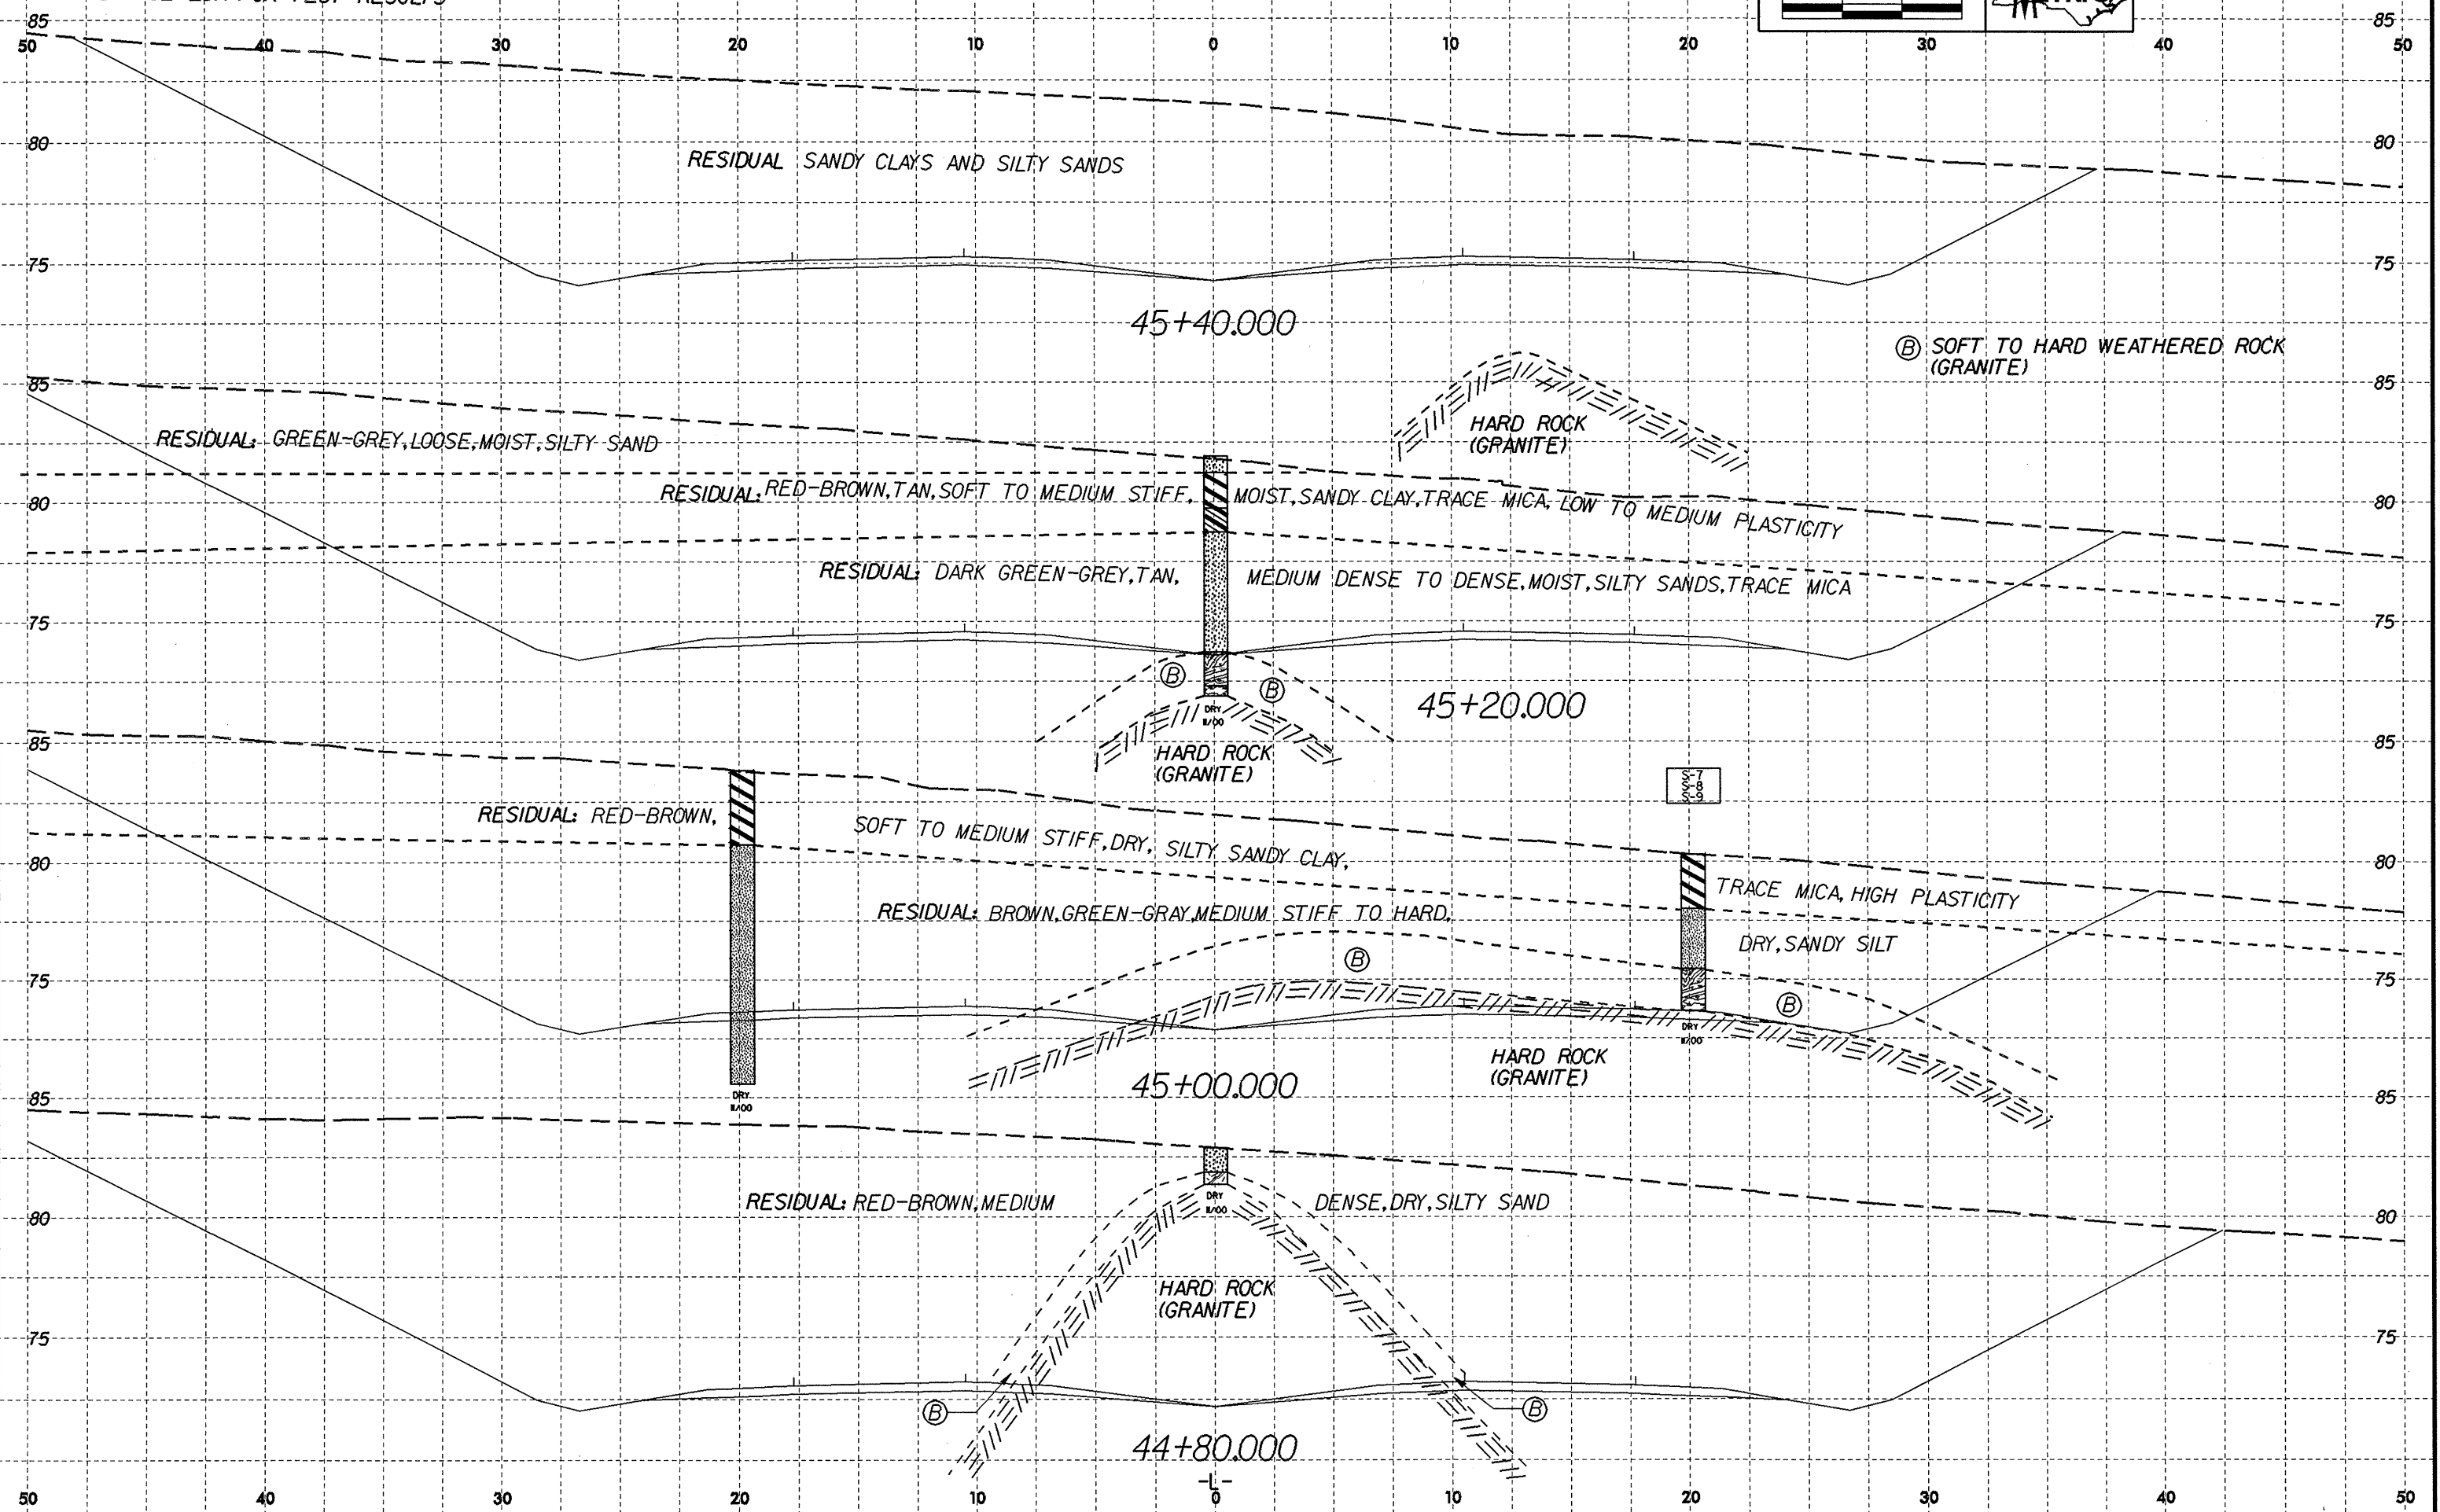 85 85
50 40 30 20 10 0 10 20 30 40 50
80 80
RESIDUAL SANDY CLAYS AND SILTY SANDS
75 75
45+40.000
Ⓑ SOFT TO HARD WEATHERED ROCK
(GRANITE)
85 85
HARD ROCK
(GRANITE)
RESIDUAL: GREEN-GREY, LOOSE, MOIST, SILTY SAND
RESIDUAL: RED-BROWN, TAN, SOFT TO MEDIUM STIFF, MOIST, SANDY CLAY, TRACE MICA, LOW TO MEDIUM PLASTICITY
80 80
RESIDUAL: DARK GREEN-GREY, TAN, MEDIUM DENSE TO DENSE, MOIST, SILTY SANDS, TRACE MICA
75 75
Ⓑ Ⓑ
45+20.000
DRY
85 85
HARD ROCK
(GRANITE)
S-7
S-8
S-9
RESIDUAL: RED-BROWN, SOFT TO MEDIUM STIFF, DRY, SILTY SANDY CLAY, TRACE MICA, HIGH PLASTICITY
80 80
RESIDUAL: BROWN, GREEN-GRAY, MEDIUM STIFF TO HARD, DRY, SANDY SILT
Ⓑ
75 75
Ⓑ
DRY
HARD ROCK
(GRANITE)
45+00.000
DRY
85 85
RESIDUAL: RED-BROWN, MEDIUM DENSE, DRY, SILTY SAND
DRY
80 80
HARD ROCK
(GRANITE)
75 75
Ⓑ Ⓑ
44+80.000
-L-
50 40 30 20 10 0 10 20 30 40 50